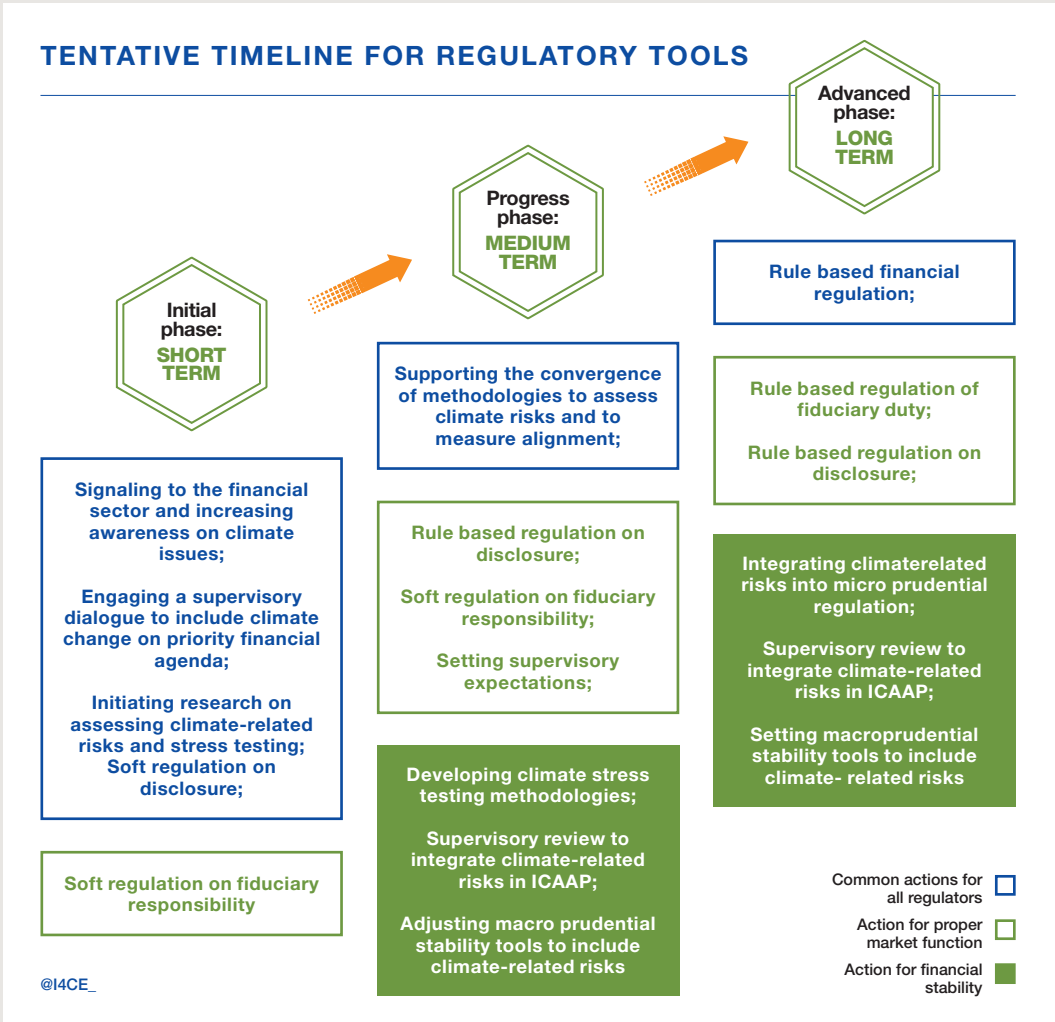 TENTATIVE TIMELINE FOR REGULATORY TOOLS
Initial
phase:
SHORT
TERM
Signaling to the financial
sector and increasing
awareness on climate
issues;
Engaging a supervisory
dialogue to include climate
change on priority financial
agenda;
Initiating research on
assessing climate-related
risks and stress testing;
Soft regulation on
disclosure;
Soft regulation on fiduciary
responsibility
Progress
phase:
MEDIUM
TERM
Supporting the convergence
of methodologies to assess
climate risks and to
measure alignment;
Rule based regulation on
disclosure;
Soft regulation on fiduciary
responsibility;
Setting supervisory
expectations;
Developing climate stress
testing methodologies;
Supervisory review to
integrate climate-related
risks in ICAAP;
Adjusting macro prudential
stability tools to include
climate-related risks
Advanced
phase:
LONG
TERM
Rule based financial
regulation;
Rule based regulation of
fiduciary duty;
Rule based regulation on
disclosure;
Integrating climaterelated
risks into micro prudential
regulation;
Supervisory review to
integrate climate-related
risks in ICAAP;
Setting macroprudential
stability tools to include
climate- related risks
Common actions for
all regulators
Action for proper
market function
Action for financial
stability
@I4CE_